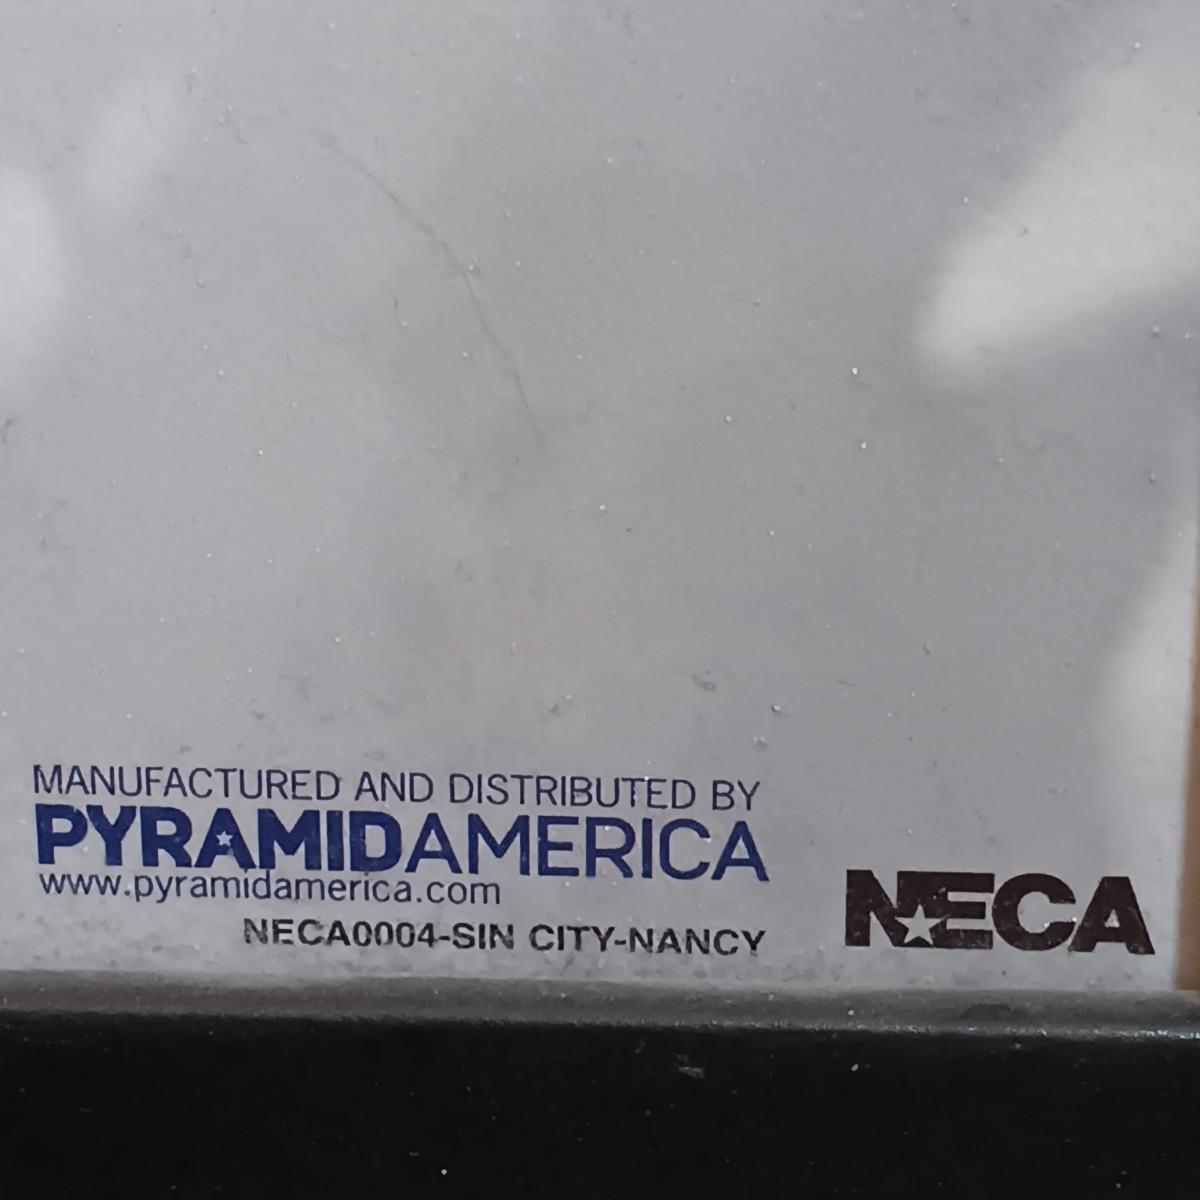 MANUFACTURED AND DISTRIBUTED BY
PYRAMIDAMERICA
www.pyramidamerica.com
NECA0004-SIN CITY-NANCY
NECA